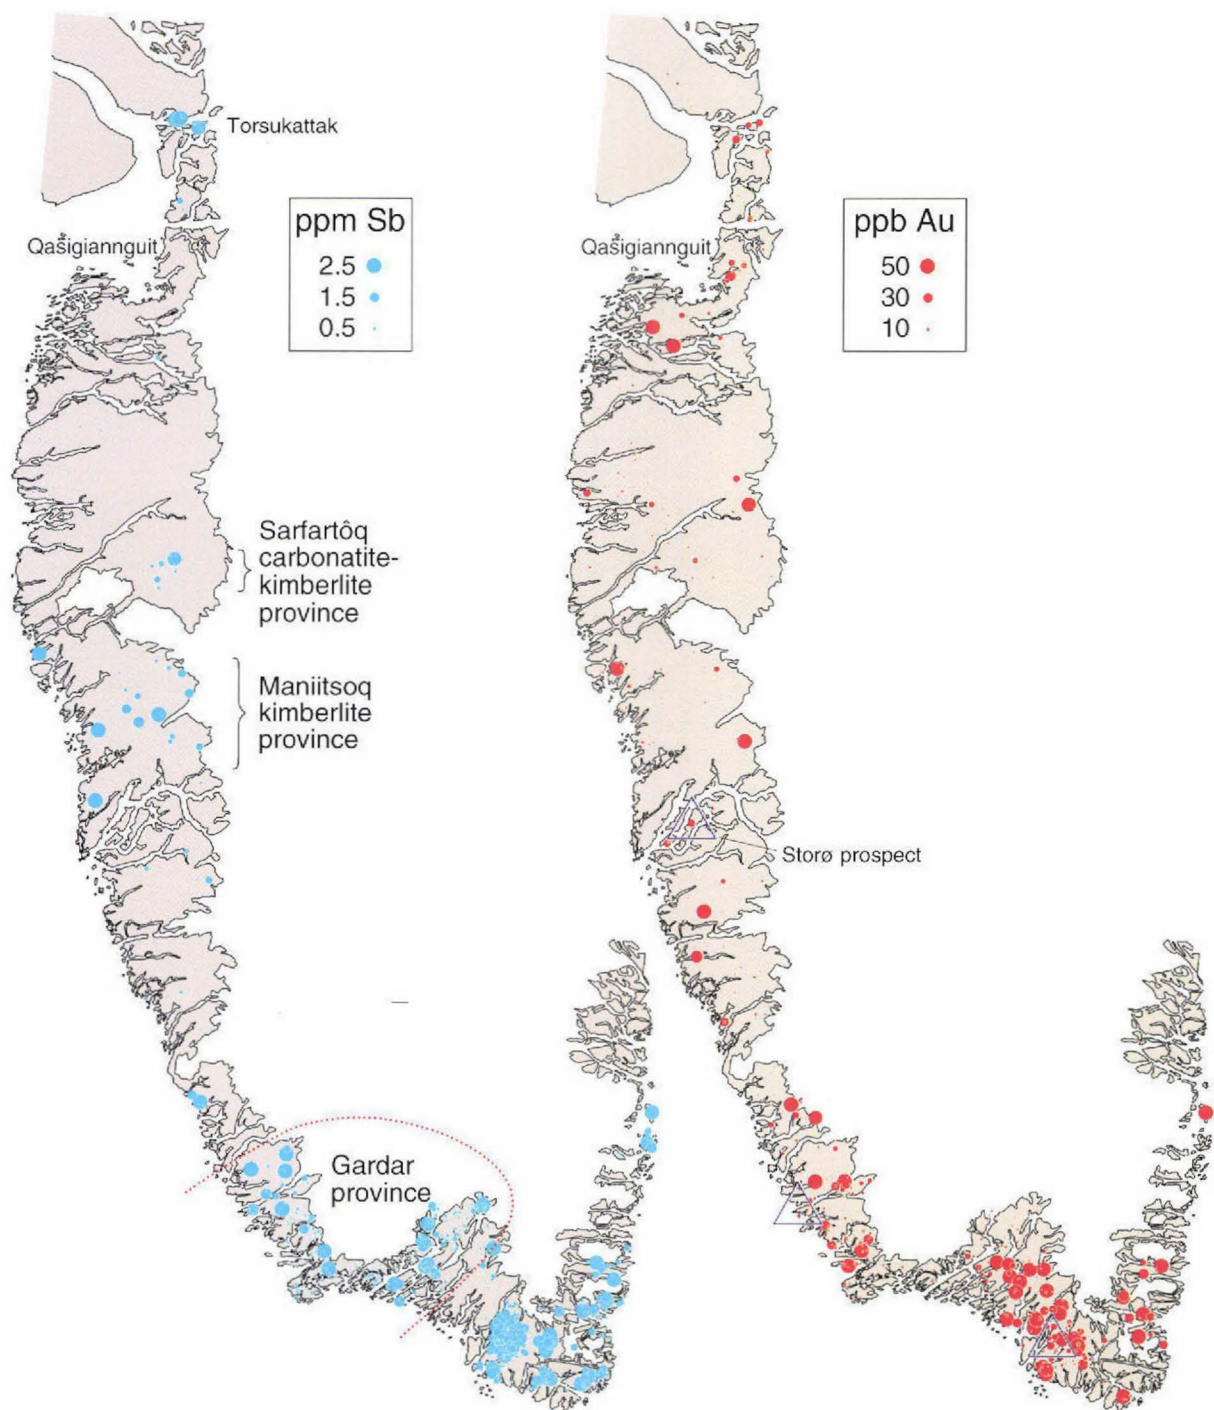 Torsukattak
ppm Sb
2.5
1.5
0.5
Qasigiannguit
Sarfartôq
carbonatite-
kimberlite
province
Maniitsoq
kimberlite
province
Gardar
province
ppb Au
50
30
10
Qasigiannguit
Storø prospect